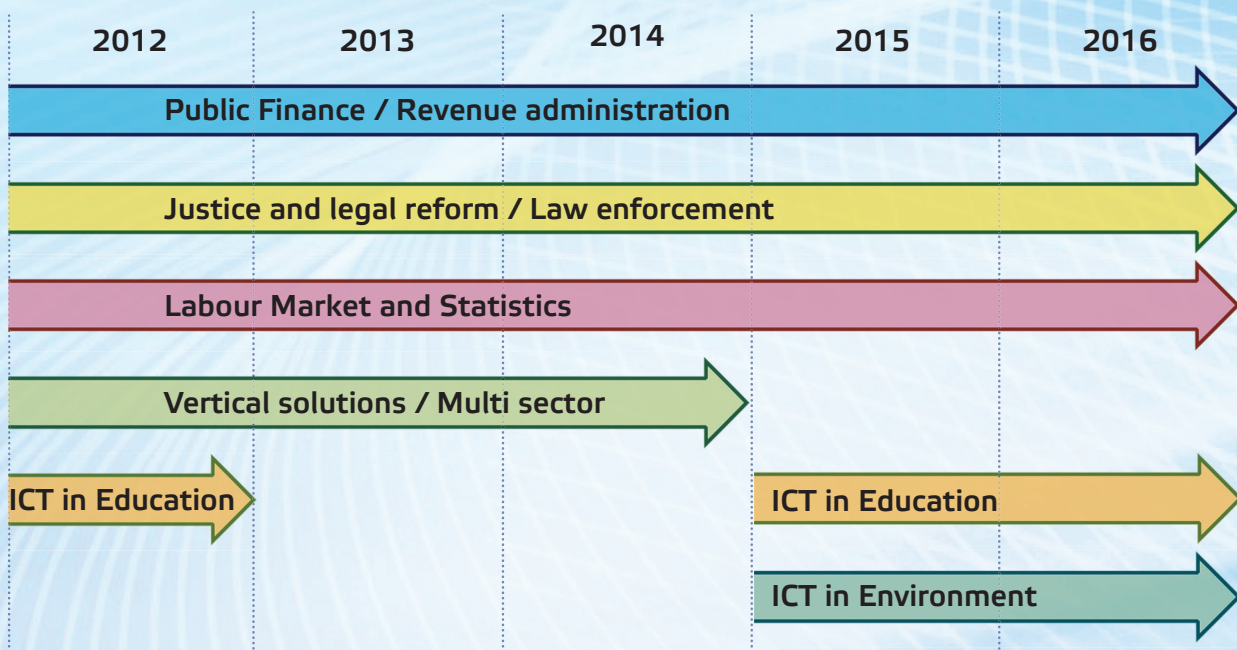 2012 2013 2014 2015 2016
Public Finance / Revenue administration
Justice and legal reform / Law enforcement
Labour Market and Statistics
Vertical solutions / Multi sector
ICT in Education ICT in Education
ICT in Environment